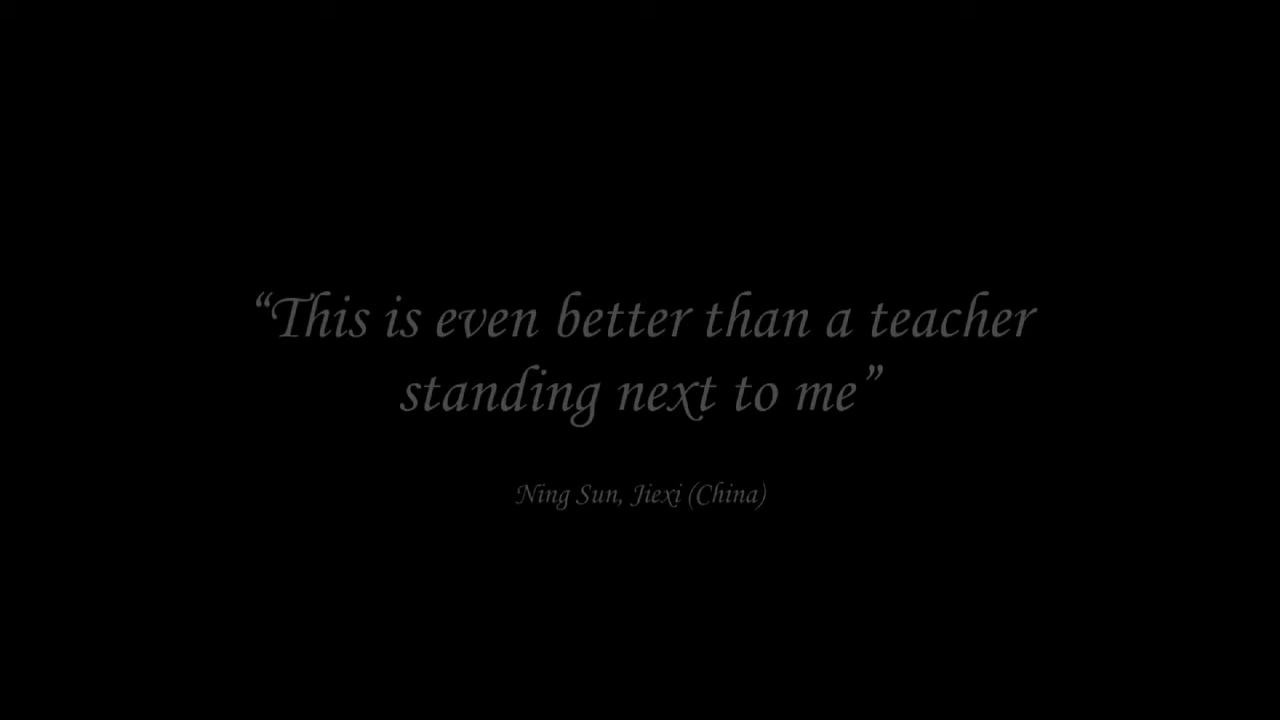 “This is even better than a teacher
standing next to me”
Ning Sun, Jiexi (China)